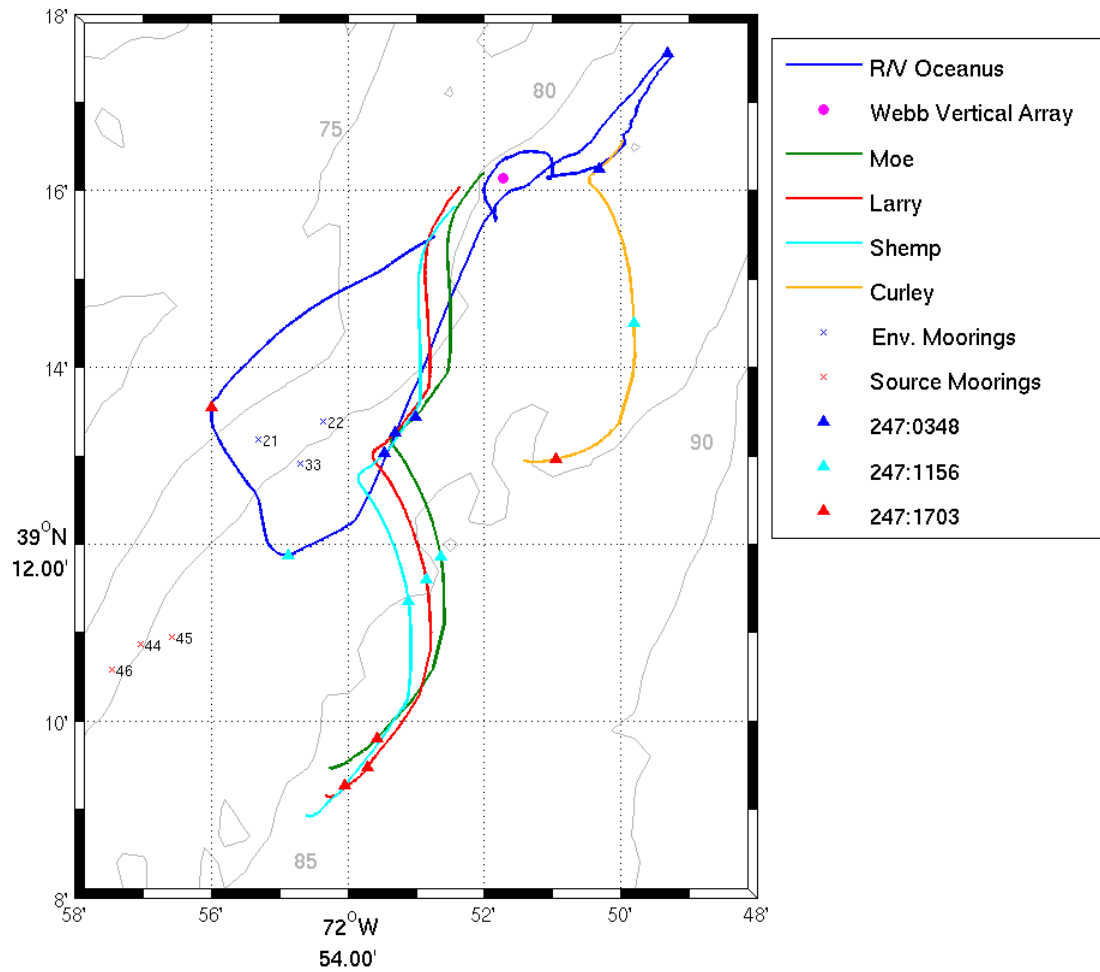 18'
80
75
16'
14'
90
21
22
33
39°N
12.00'
45
44
46
10'
85
8'
58'
56'
72°W
54.00'
52'
50'
48'
R/V Oceanus
Webb Vertical Array
Moe
Larry
Shemp
Curley
Env. Moorings
Source Moorings
247:0348
247:1156
247:1703